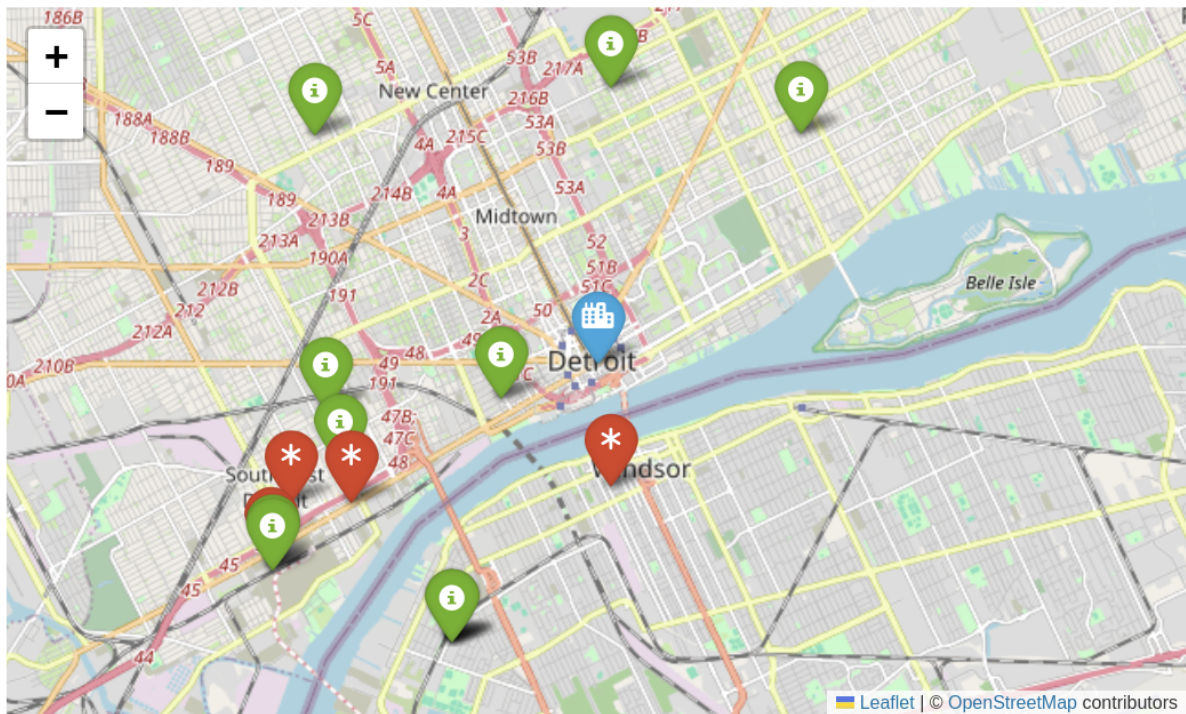 186B
5C
+
53B
217A
5A
New Center
216B
−
188A
53A
215C
188B
4A
53B
189
53A
214B
4A
189
213B
Midtown
3
213A
52
190A
51B
2C
Belle Isle
51C
212B
191
50
212
2A
212A
48
49
210B
Detroit
0A
C
191
47B
47C
48
Windsor
45
45
44
Leaflet | © OpenStreetMap contributors